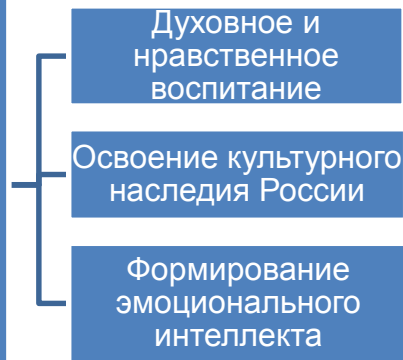 Духовное и
нравственное
воспитание
Освоение культурного
наследия России
Формирование
эмоционального
интеллекта